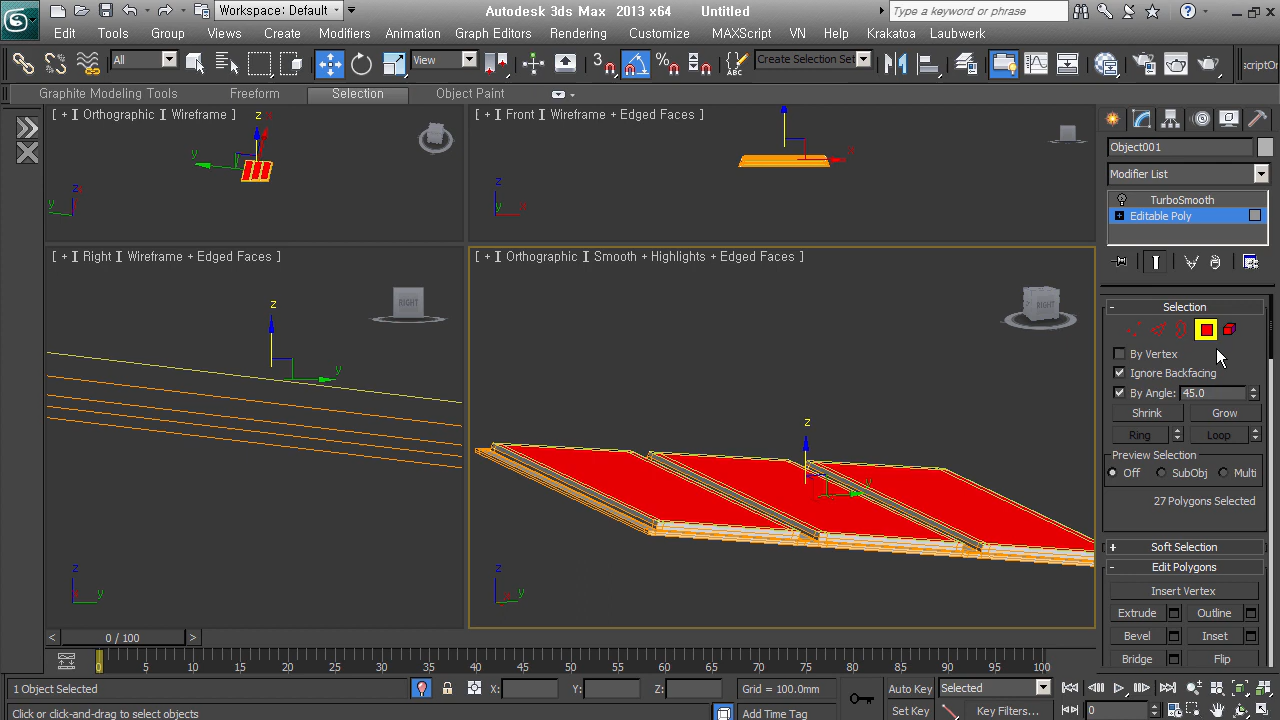 Workspace: Default
Autodesk 3ds Max 2013 x64 Untitled
Type a keyword or phrase
Edit Tools Group Views Create Modifiers Animation Graph Editors Rendering Customize MAXScript VN Help Krakatoa Laubwerk
All
View
3
Create Selection Set
scriptOr
Graphite Modeling Tools Freeform Selection Object Paint
[ + ] Orthographic ] Wireframe ]
[ + ] Front ] Wireframe + Edged Faces ]
Object001
Modifier List
TurboSmooth
Editable Poly
[ + ] Right ] Wireframe + Edged Faces ]
[ + ] Orthographic ] Smooth + Highlights + Edged Faces ]
RIGHT
RIGHT
Selection
By Vertex
Ignore Backfacing
By Angle: 45.0
Shrink Grow
Ring Loop
Preview Selection
Off SubObj Multi
27 Polygons Selected
Soft Selection
Edit Polygons
Insert Vertex
Extrude Outline
Bevel Inset
Bridge Flip
< 0 / 100 >
0 5 10 15 20 25 30 35 40 45 50 55 60 65 70 75 80 85 90 95 100
1 Object Selected X: Y: Z: Grid = 100.0mm Auto Key Selected
Click or click-and-drag to select objects Add Time Tag Set Key Key Filters... 0